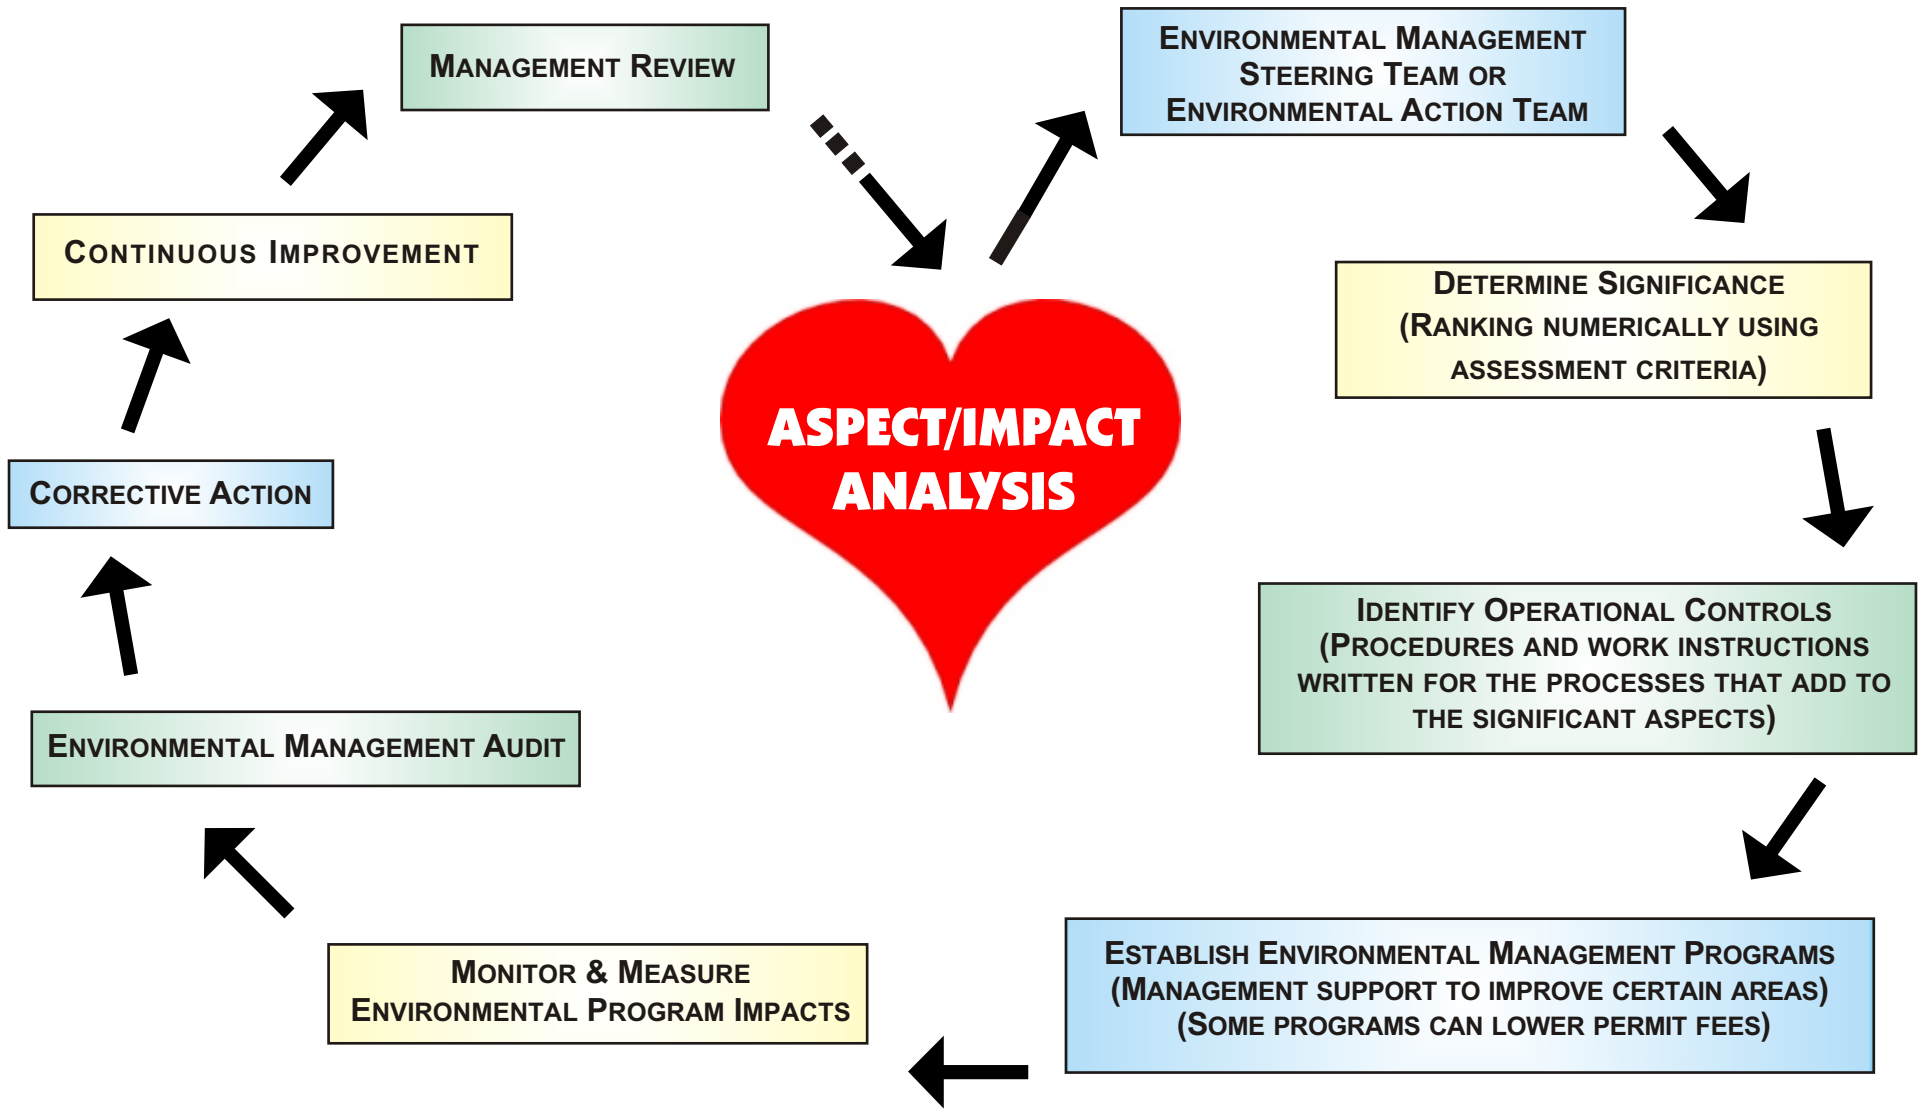 MANAGEMENT REVIEW
ENVIRONMENTAL MANAGEMENT
STEERING TEAM OR
ENVIRONMENTAL ACTION TEAM
CONTINUOUS IMPROVEMENT
DETERMINE SIGNIFICANCE
(RANKING NUMERICALLY USING
ASSESSMENT CRITERIA)
ASPECT/IMPACT
ANALYSIS
CORRECTIVE ACTION
IDENTIFY OPERATIONAL CONTROLS
(PROCEDURES AND WORK INSTRUCTIONS
WRITTEN FOR THE PROCESSES THAT ADD TO
THE SIGNIFICANT ASPECTS)
ENVIRONMENTAL MANAGEMENT AUDIT
MONITOR & MEASURE
ENVIRONMENTAL PROGRAM IMPACTS
ESTABLISH ENVIRONMENTAL MANAGEMENT PROGRAMS
(MANAGEMENT SUPPORT TO IMPROVE CERTAIN AREAS)
(SOME PROGRAMS CAN LOWER PERMIT FEES)